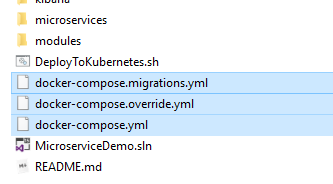 kibana
microservices
modules
DeployToKubernetes.sh
docker-compose.migrations.yml
docker-compose.override.yml
docker-compose.yml
MicroserviceDemo.sln
README.md